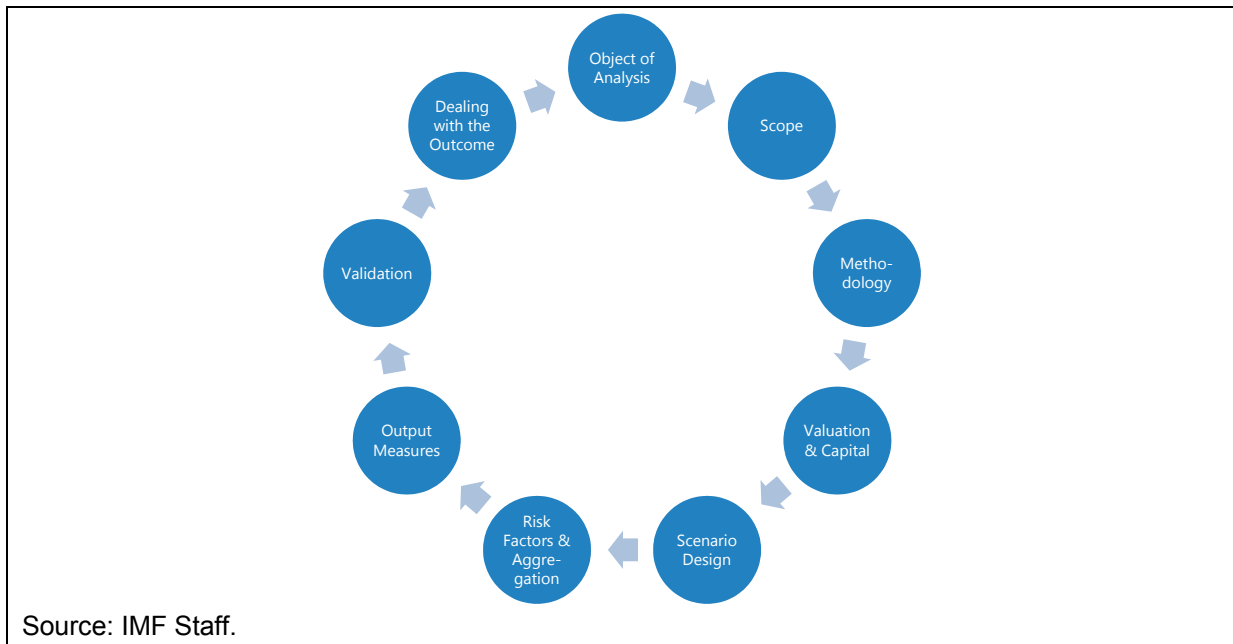 Object of
Analysis
Scope
Metho-
dology
Valuation
& Capital
Scenario
Design
Risk
Factors &
Aggre-
gation
Output
Measures
Validation
Dealing
with the
Outcome
Source: IMF Staff.